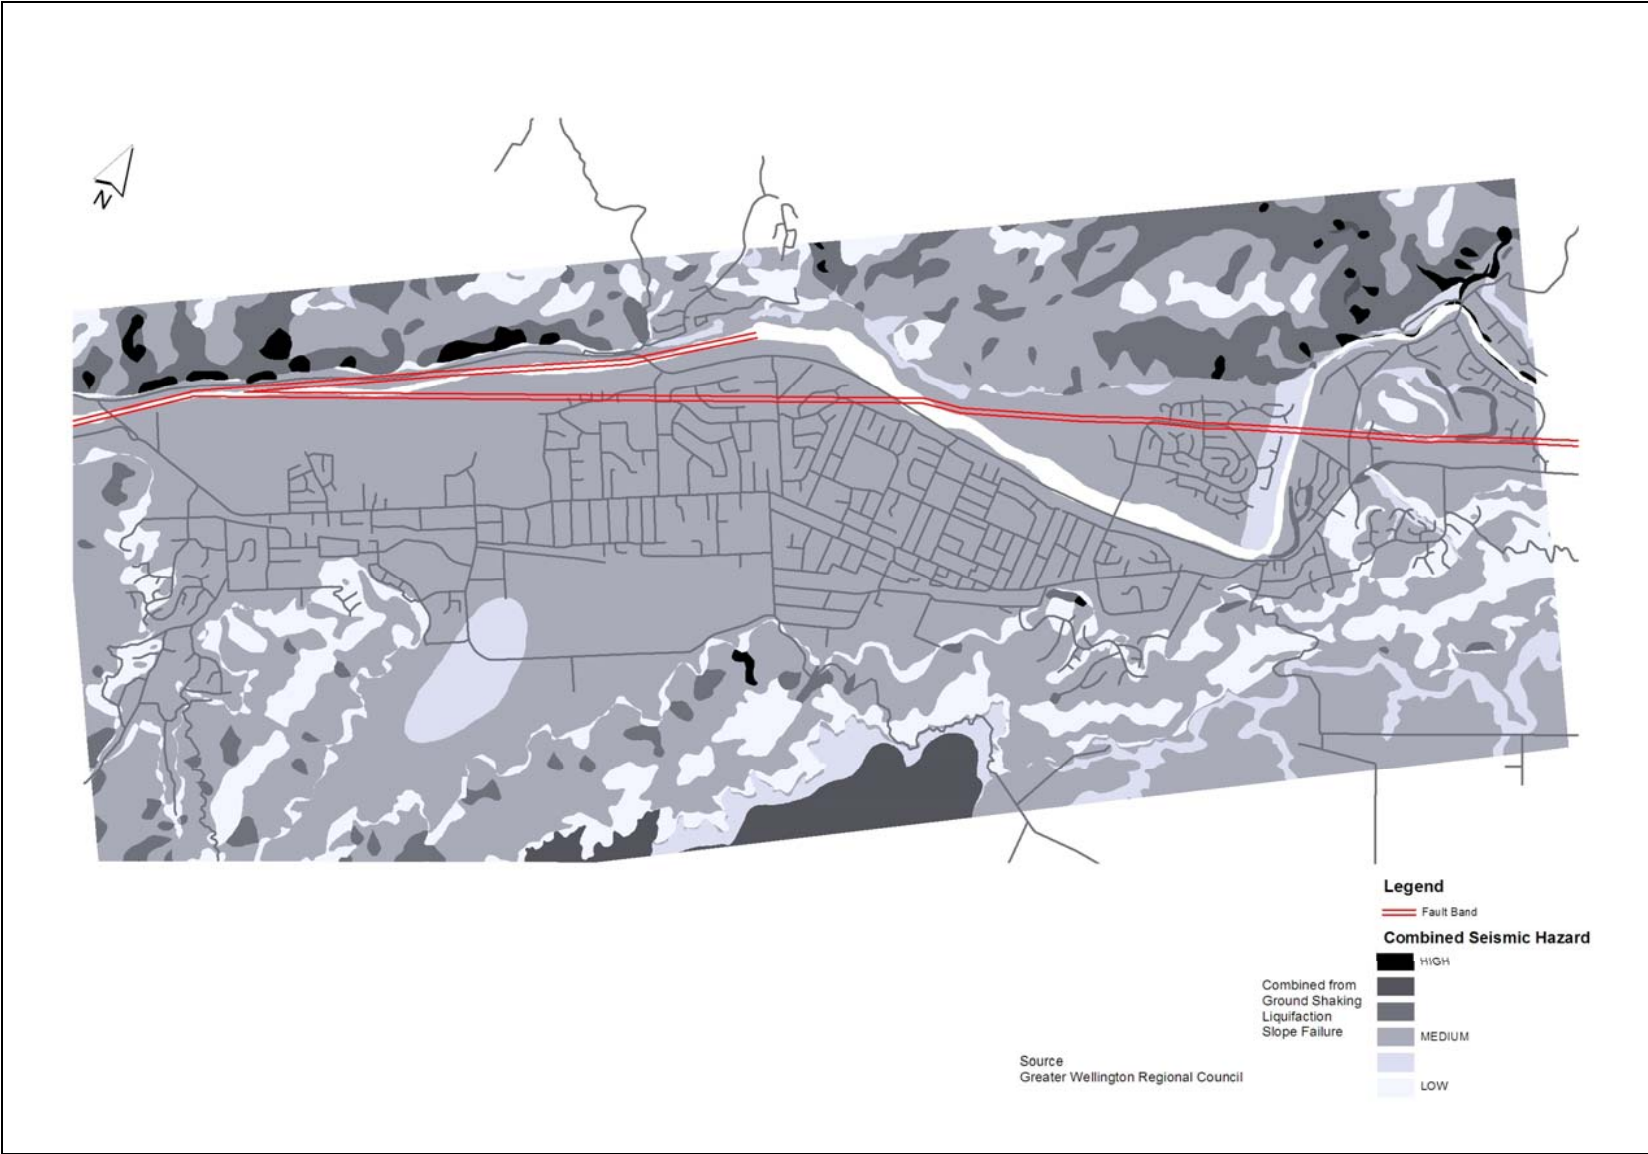 N
Legend
Fault Band
Combined Seismic Hazard
HIGH
Combined from
Ground Shaking
Liquifaction
Slope Failure
MEDIUM
LOW
Source
Greater Wellington Regional Council